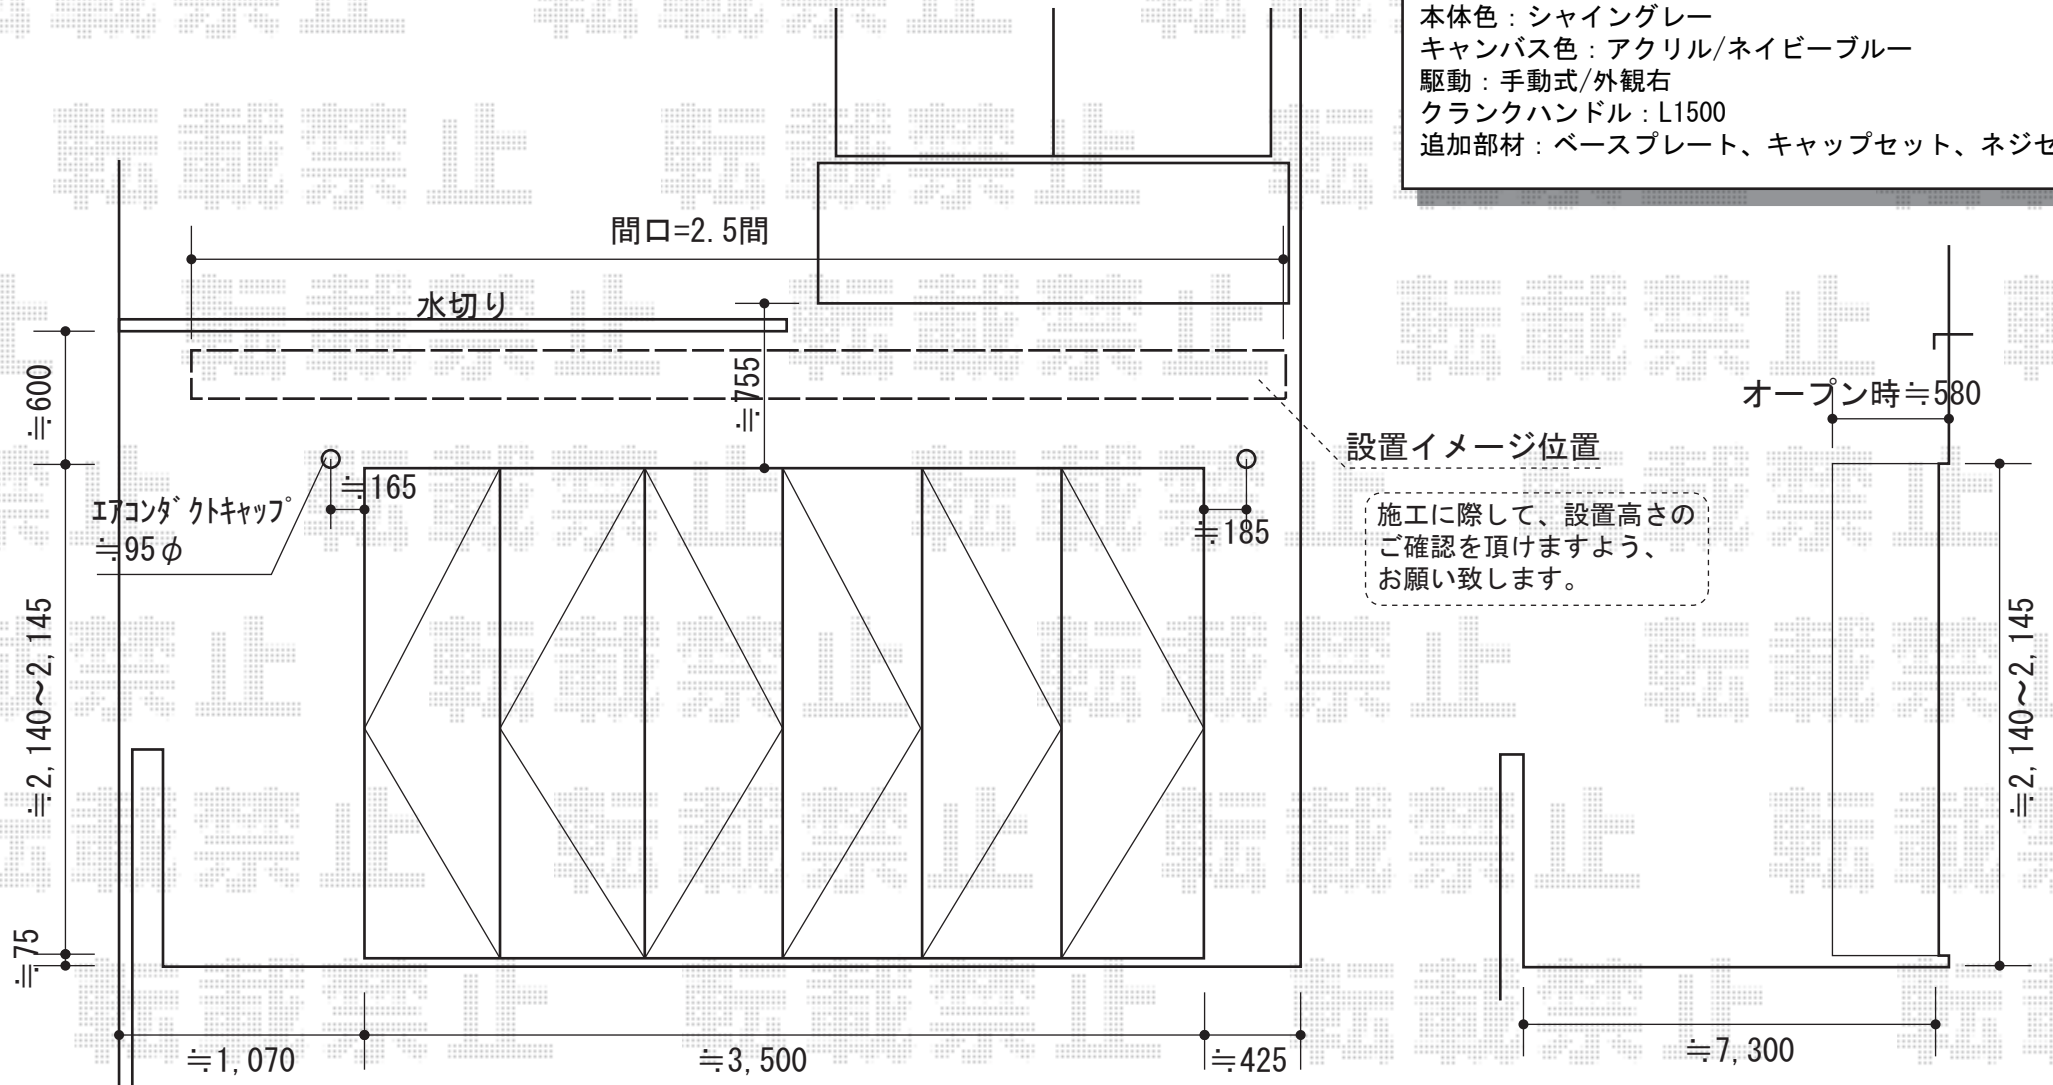 本体色：シャイングレー
キャンバス色：アクリル/ネイビーブルー
駆動：手動式/外観右
クランクハンドル：L1500
追加部材：ベースプレート、キャップセット、ネジセ
間口=2.5間
水切り
≒600
≒755
オープン時≒580
設置イメージ位置
≒165
エアコンダクトキャップ
≒95φ
≒185
施工に際して、設置高さの
ご確認を頂けますよう、
お願い致します。
≒2,140～2,145
≒2,140～2,145
≒75
≒1,070
≒3,500
≒425
≒7,300
転載禁止